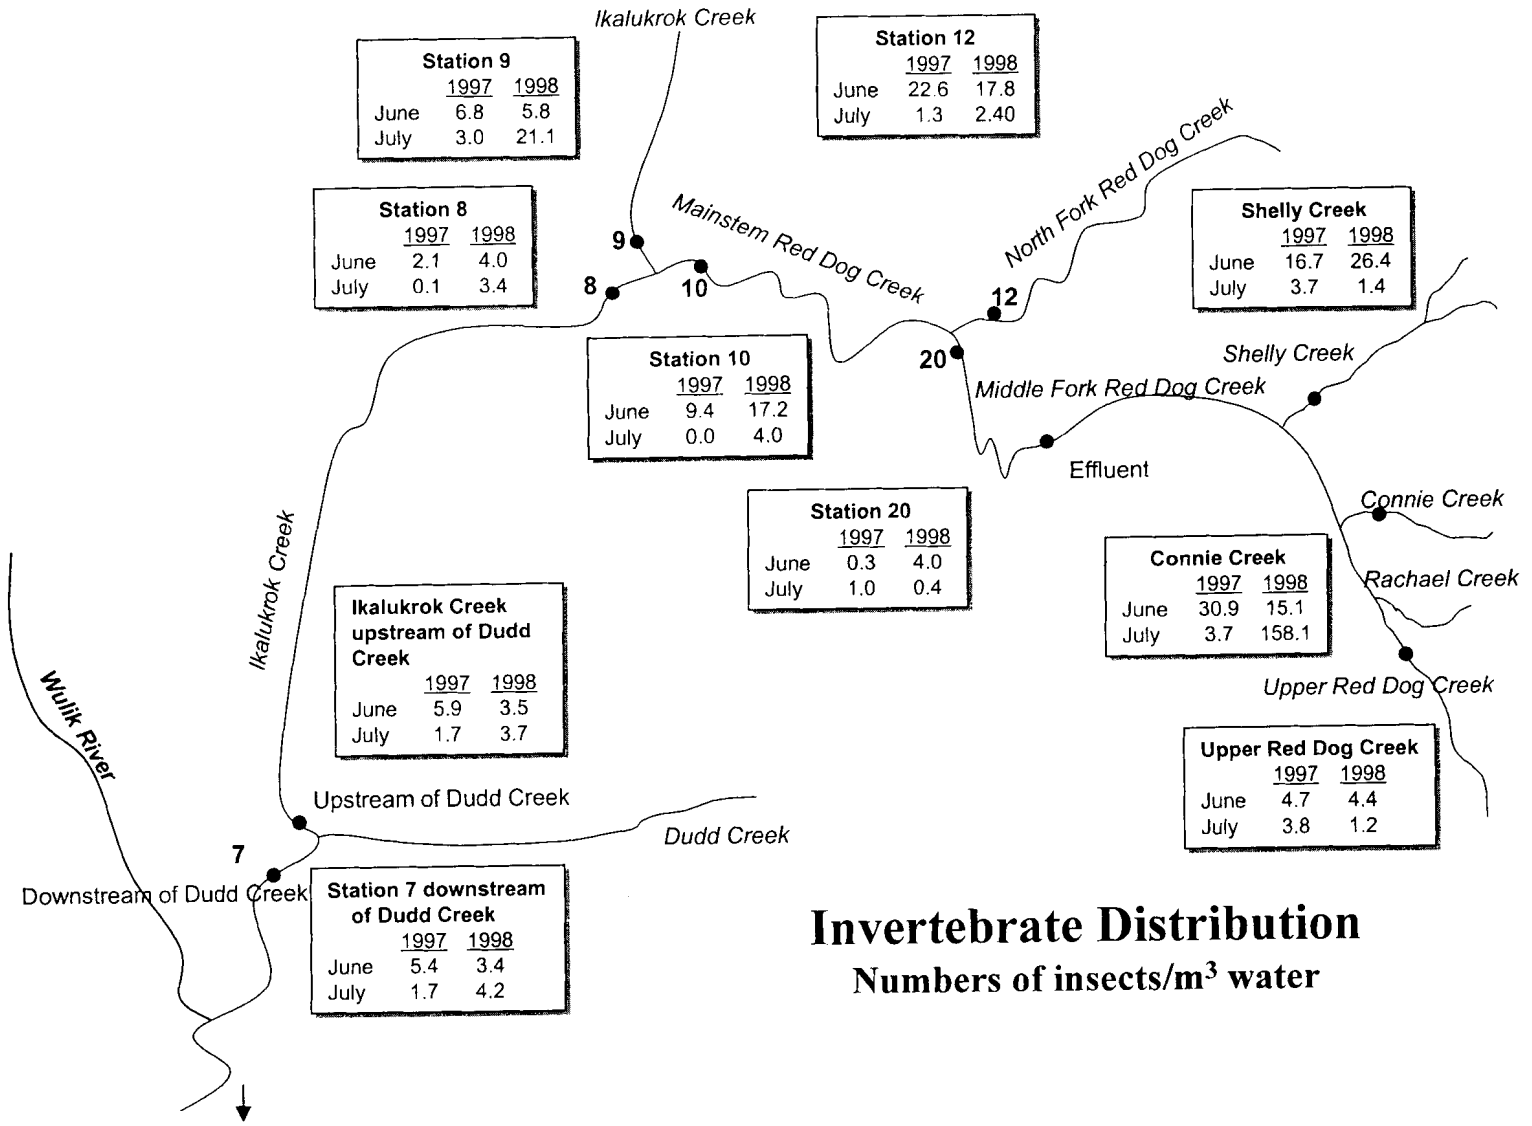 Ikalukrok Creek
Station 9
1997 1998
June 6.8 5.8
July 3.0 21.1
Station 12
1997 1998
June 22.6 17.8
July 1.3 2.40
Station 8
1997 1998
June 2.1 4.0
July 0.1 3.4
Mainstem Red Dog Creek
North Fork Red Dog Creek
Shelly Creek
1997 1998
June 16.7 26.4
July 3.7 1.4
9
8
10
12
20
Station 10
1997 1998
June 9.4 17.2
July 0.0 4.0
Shelly Creek
Middle Fork Red Dog Creek
Effluent
Station 20
1997 1998
June 0.3 4.0
July 1.0 0.4
Connie Creek
Connie Creek
1997 1998
June 30.9 15.1
July 3.7 158.1
Rachael Creek
Ikalukrok Creek
Ikalukrok Creek
upstream of Dudd
Creek
1997 1998
June 5.9 3.5
July 1.7 3.7
Wulik River
Upper Red Dog Creek
Upper Red Dog Creek
1997 1998
June 4.7 4.4
July 3.8 1.2
Upstream of Dudd Creek
Dudd Creek
7
Downstream of Dudd Creek
Station 7 downstream
of Dudd Creek
1997 1998
June 5.4 3.4
July 1.7 4.2
Invertebrate Distribution
Numbers of insects/m³ water